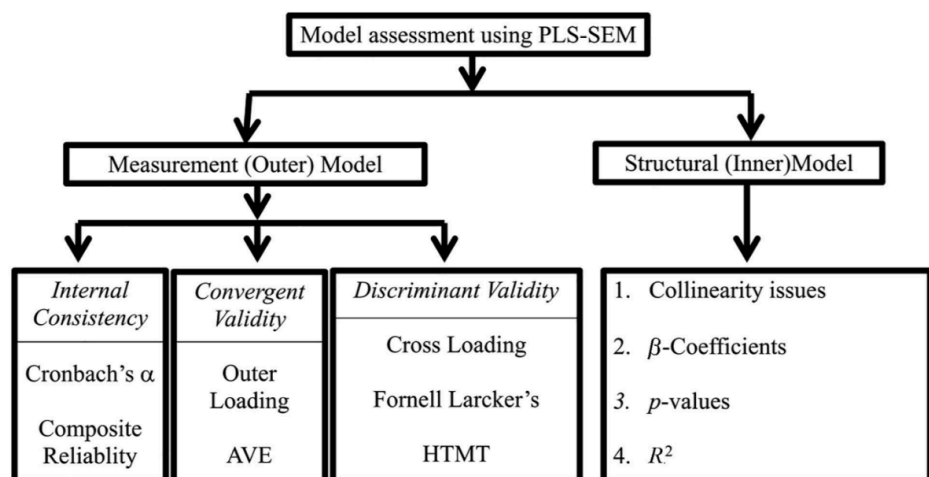 Model assessment using PLS-SEM
Measurement (Outer) Model
Structural (Inner)Model
Internal
Consistency
Cronbach's α
Composite
Reliablity
Convergent
Validity
Outer
Loading
AVE
Discriminant Validity
Cross Loading
Fornell Larcker's
HTMT
1. Collinearity issues
2. β-Coefficients
3. p-values
4. R²